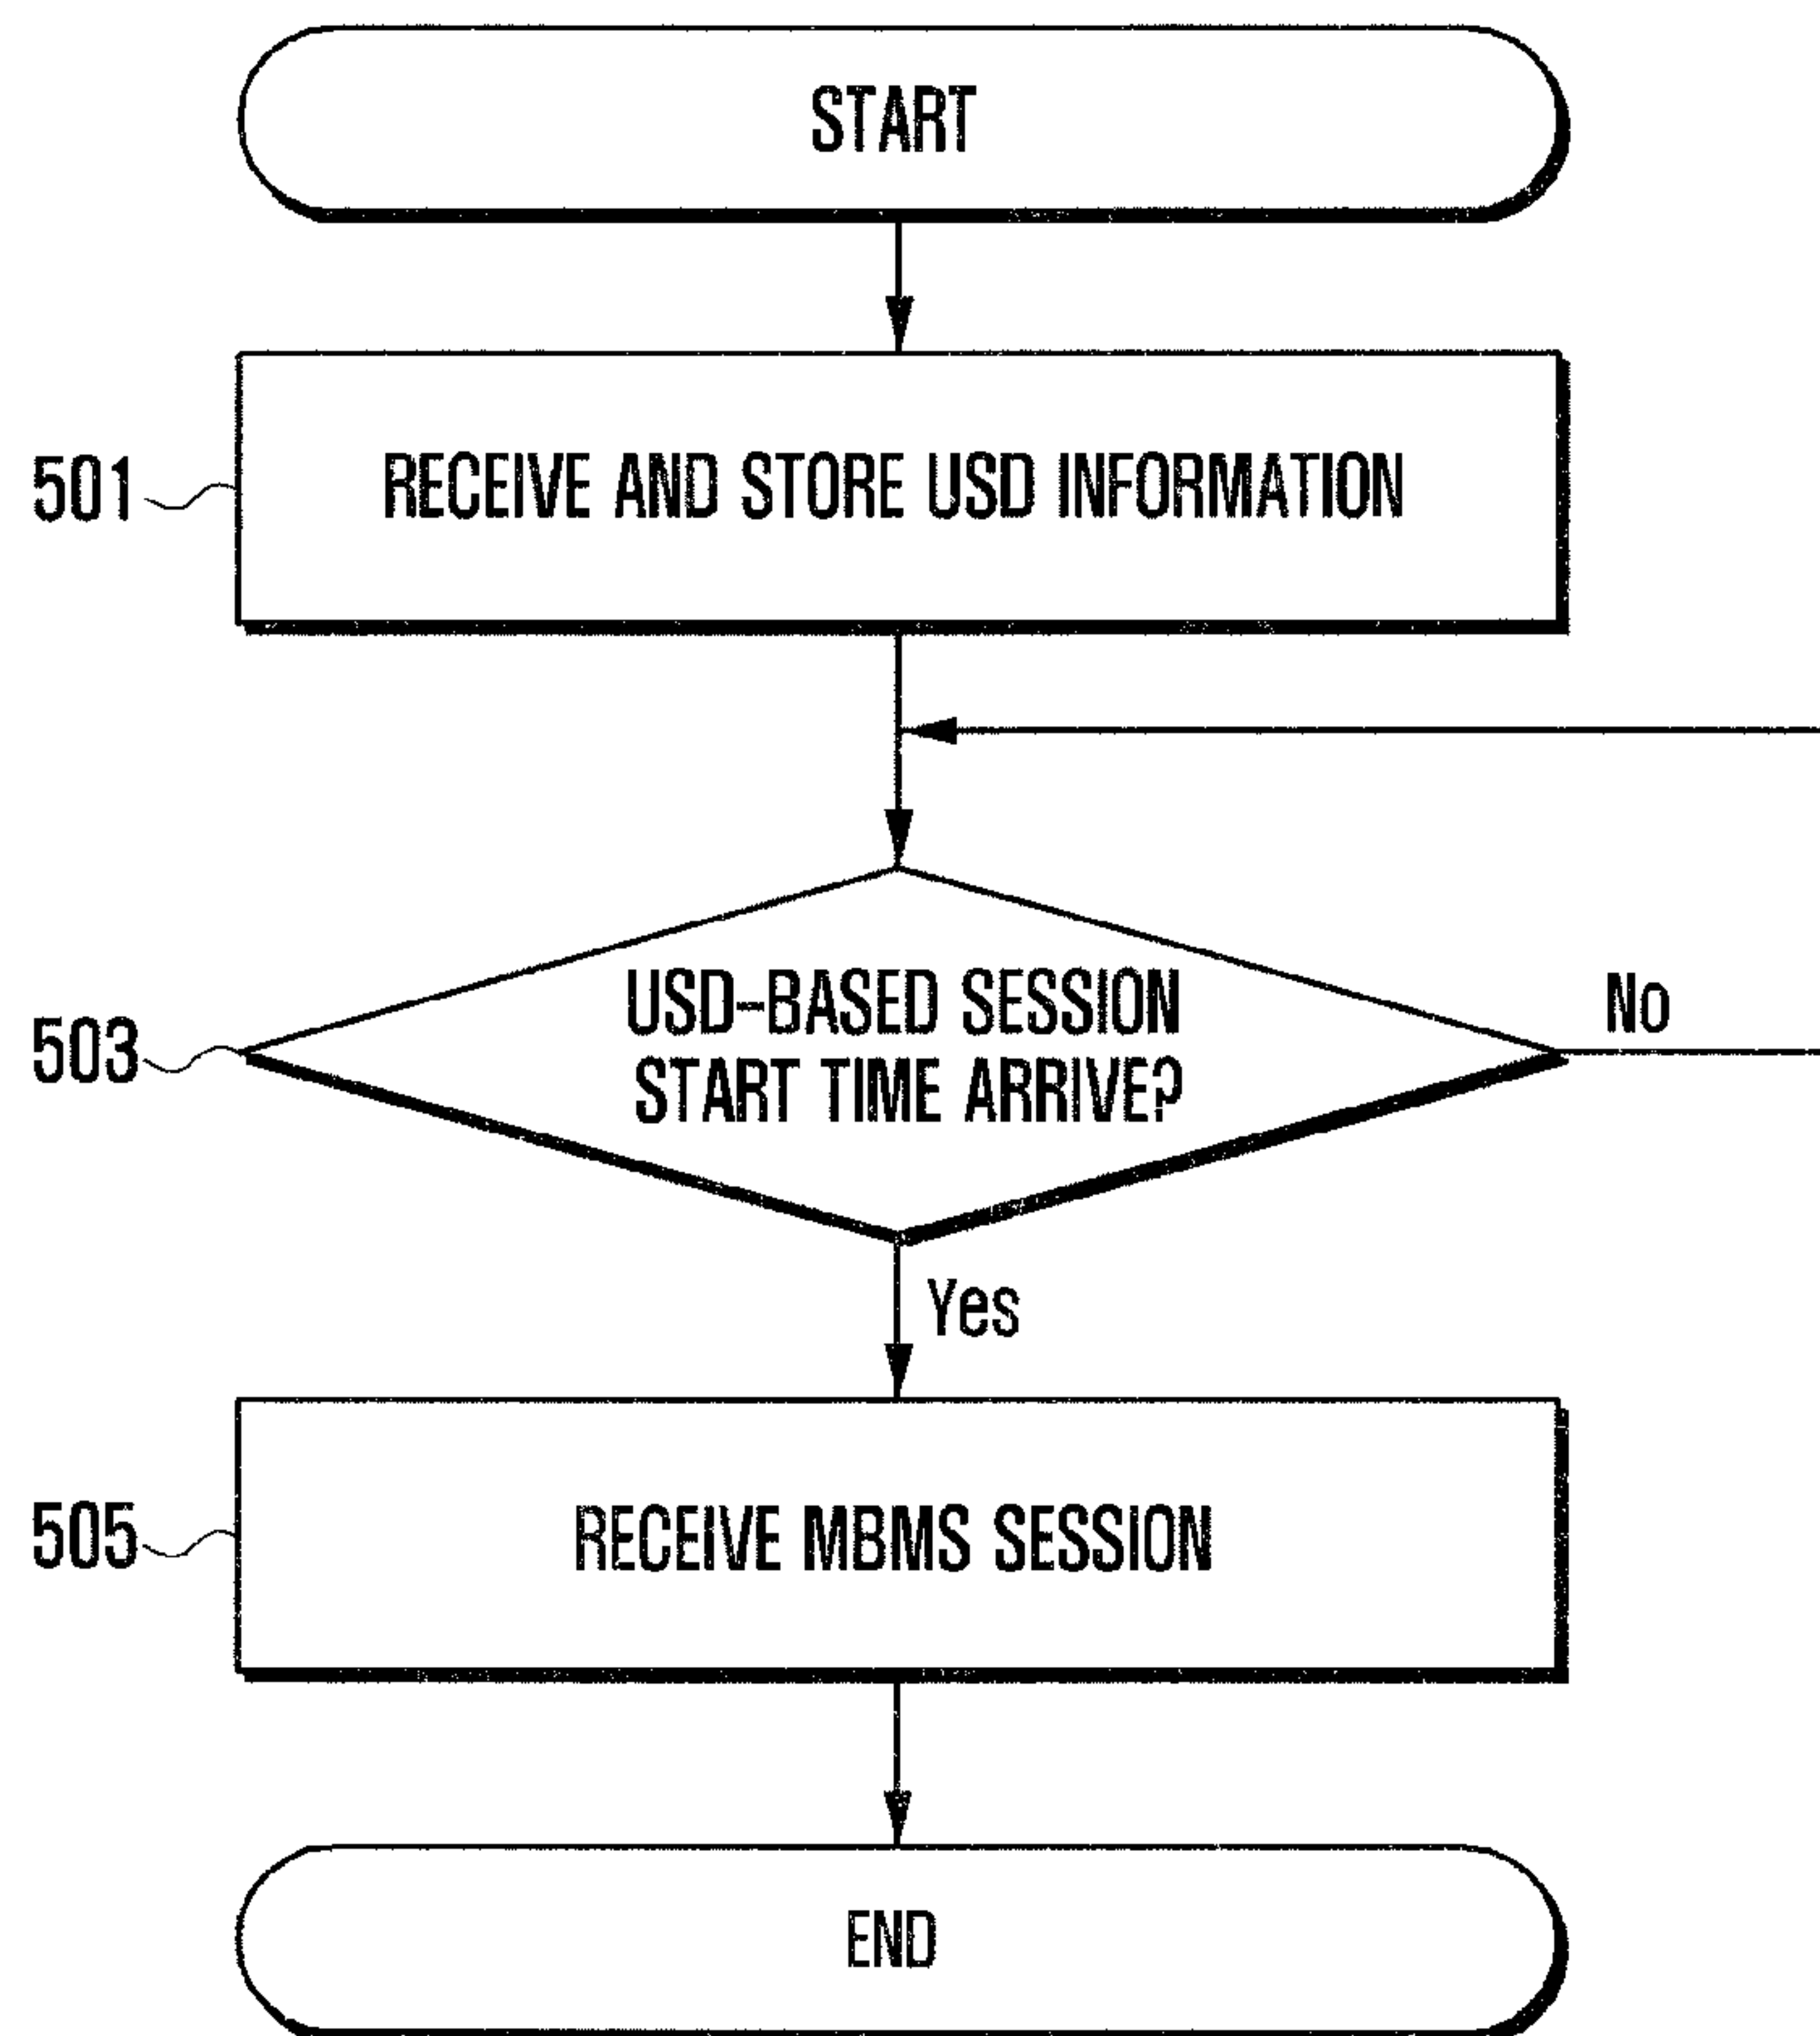 START
501
RECEIVE AND STORE USD INFORMATION
503
USD-BASED SESSION
START TIME ARRIVE?
No
Yes
505
RECEIVE MBMS SESSION
END